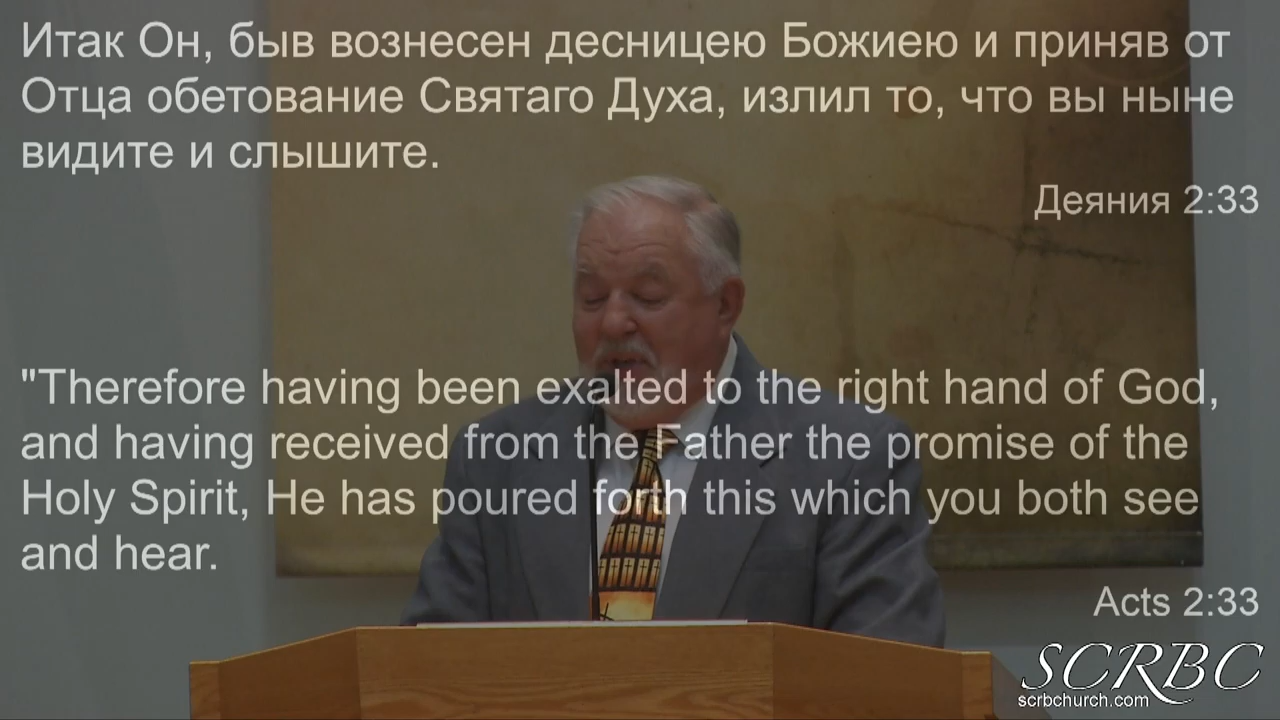 Итак Он, быв вознесен десницею Божиею и приняв от
Отца обетование Святаго Духа, излил то, что вы ныне
видите и слышите.
Деяния 2:33
"Therefore having been exalted to the right hand of God,
and having received from the Father the promise of the
Holy Spirit, He has poured forth this which you both see
and hear.
Acts 2:33
SCRBC
scrbchurch.com